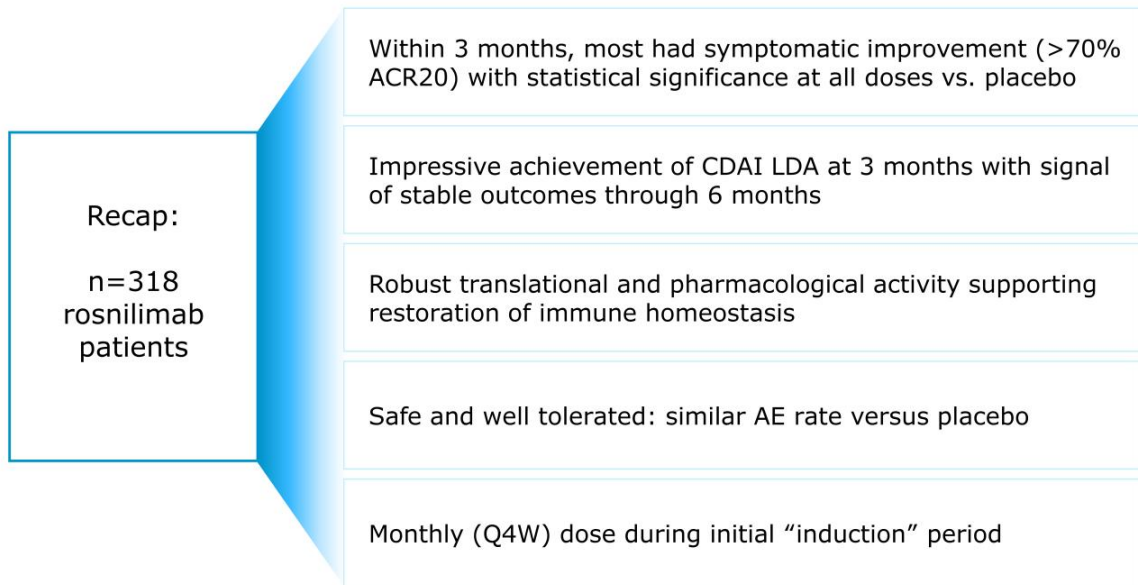 Recap:
n=318
rosnilimab
patients
Within 3 months, most had symptomatic improvement (>70%
ACR20) with statistical significance at all doses vs. placebo
Impressive achievement of CDAI LDA at 3 months with signal
of stable outcomes through 6 months
Robust translational and pharmacological activity supporting
restoration of immune homeostasis
Safe and well tolerated: similar AE rate versus placebo
Monthly (Q4W) dose during initial “induction” period